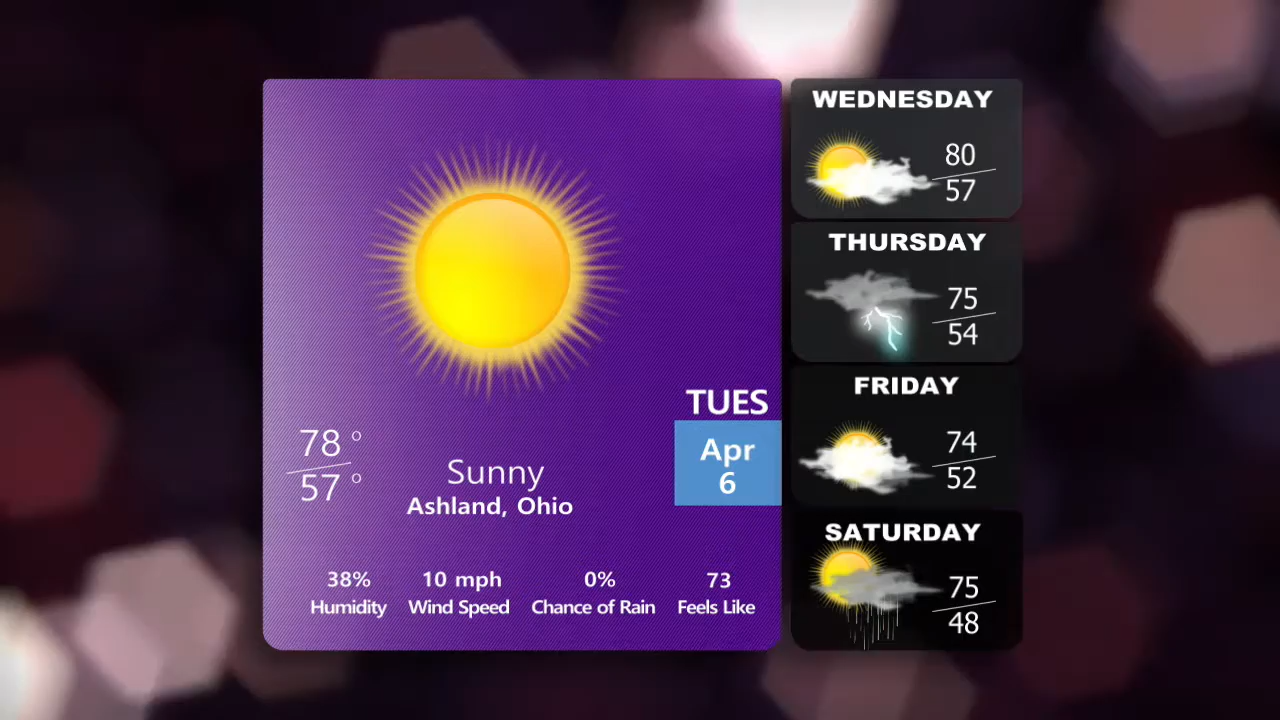 78 °
57 °
Sunny
Ashland, Ohio
TUES
Apr
6
38%
Humidity
10 mph
Wind Speed
0%
Chance of Rain
73
Feels Like
WEDNESDAY
80
57
THURSDAY
75
54
FRIDAY
74
52
SATURDAY
75
48